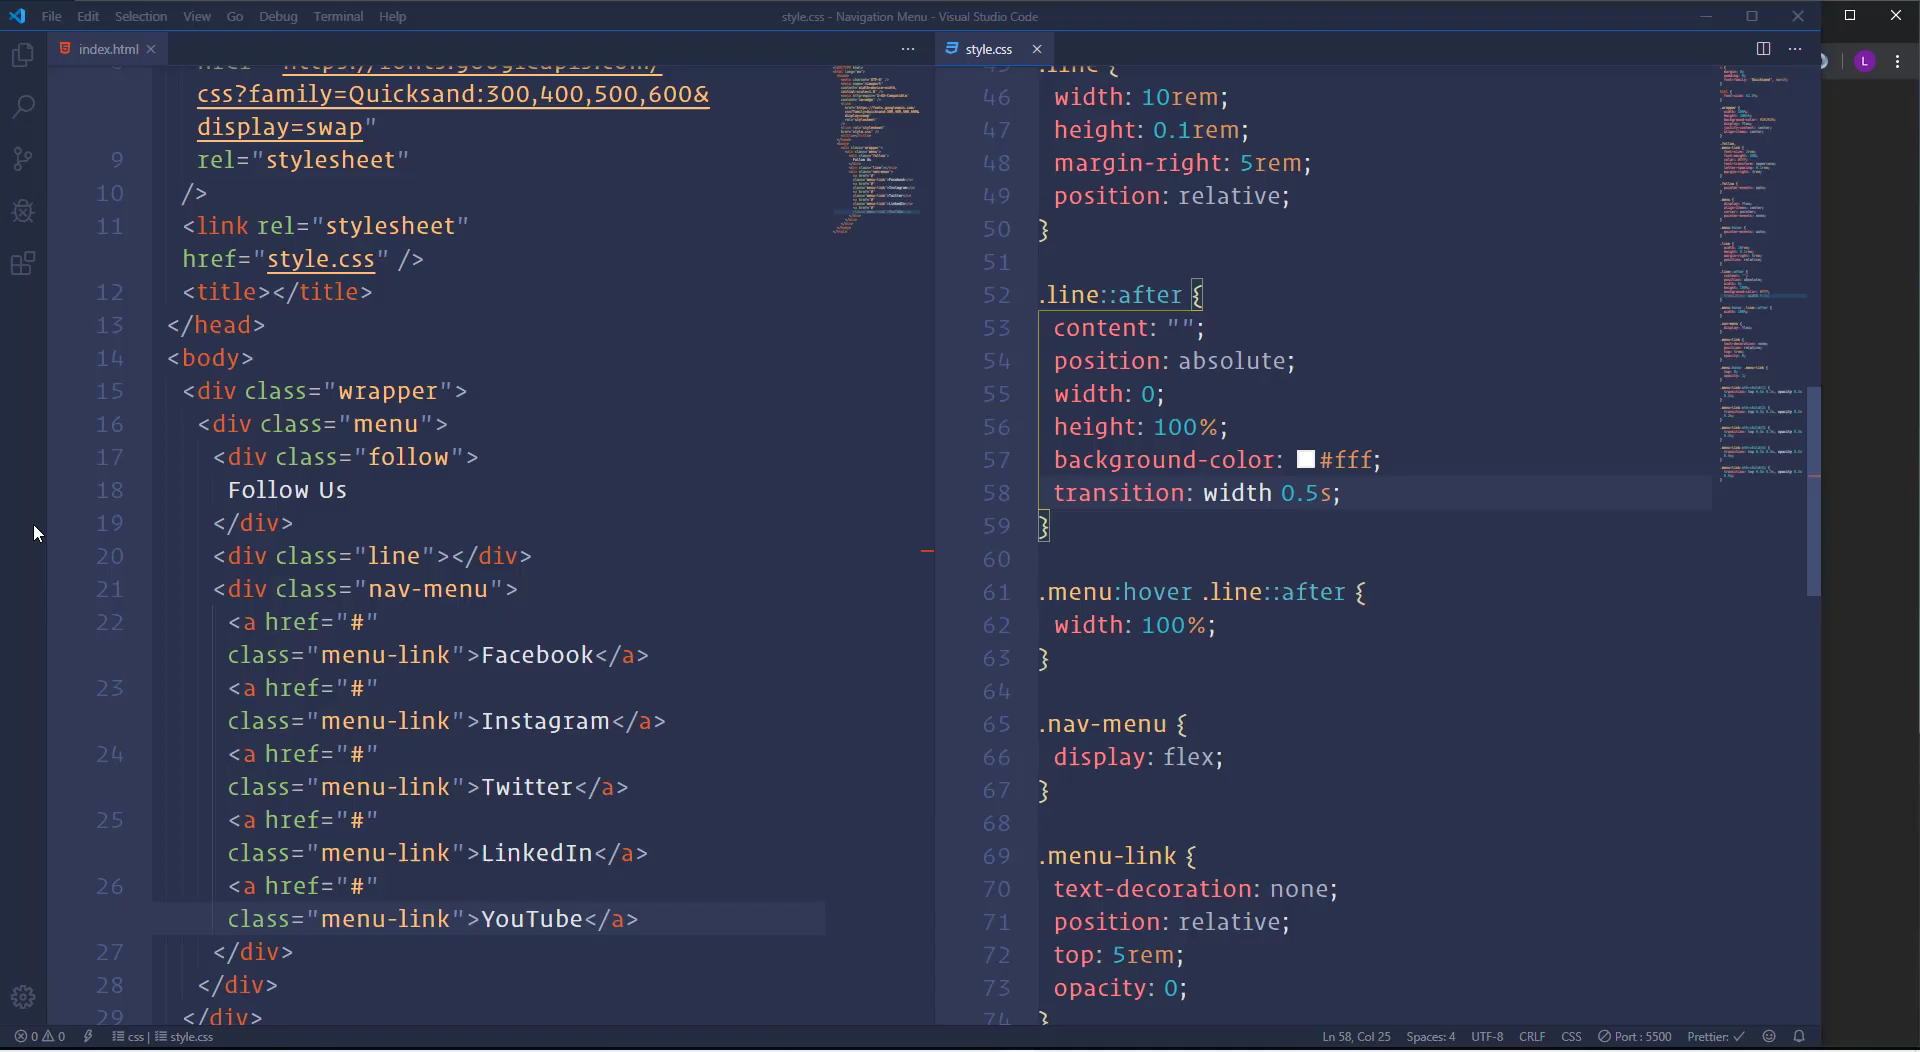 File Edit Selection View Go Debug Terminal Help
style.css - Navigation Menu - Visual Studio Code
index.html
css?family=Quicksand:300,400,500,600&
display=swap"
9 rel="stylesheet"
10 />
11 <link rel="stylesheet"
href="style.css" />
12 <title></title>
13 </head>
14 <body>
15 <div class="wrapper">
16 <div class="menu">
17 <div class="follow">
18 Follow Us
19 </div>
20 <div class="line"></div>
21 <div class="nav-menu">
22 <a href="#"
class="menu-link">Facebook</a>
23 <a href="#"
class="menu-link">Instagram</a>
24 <a href="#"
class="menu-link">Twitter</a>
25 <a href="#"
class="menu-link">LinkedIn</a>
26 <a href="#"
class="menu-link">YouTube</a>
27 </div>
28 </div>
29 </div>
style.css
L
.line {
46 width: 10rem;
47 height: 0.1rem;
48 margin-right: 5rem;
49 position: relative;
50 }
51
52 .line::after {
53 content: "";
54 position: absolute;
55 width: 0;
56 height: 100%;
57 background-color: #fff;
58 transition: width 0.5s;
59 }
60
61 .menu:hover .line::after {
62 width: 100%;
63 }
64
65 .nav-menu {
66 display: flex;
67 }
68
69 .menu-link {
70 text-decoration: none;
71 position: relative;
72 top: 5rem;
73 opacity: 0;
74 }
0 0 css | style.css
Ln 58, Col 25 Spaces: 4 UTF-8 CRLF CSS Port : 5500 Prettier: ✓